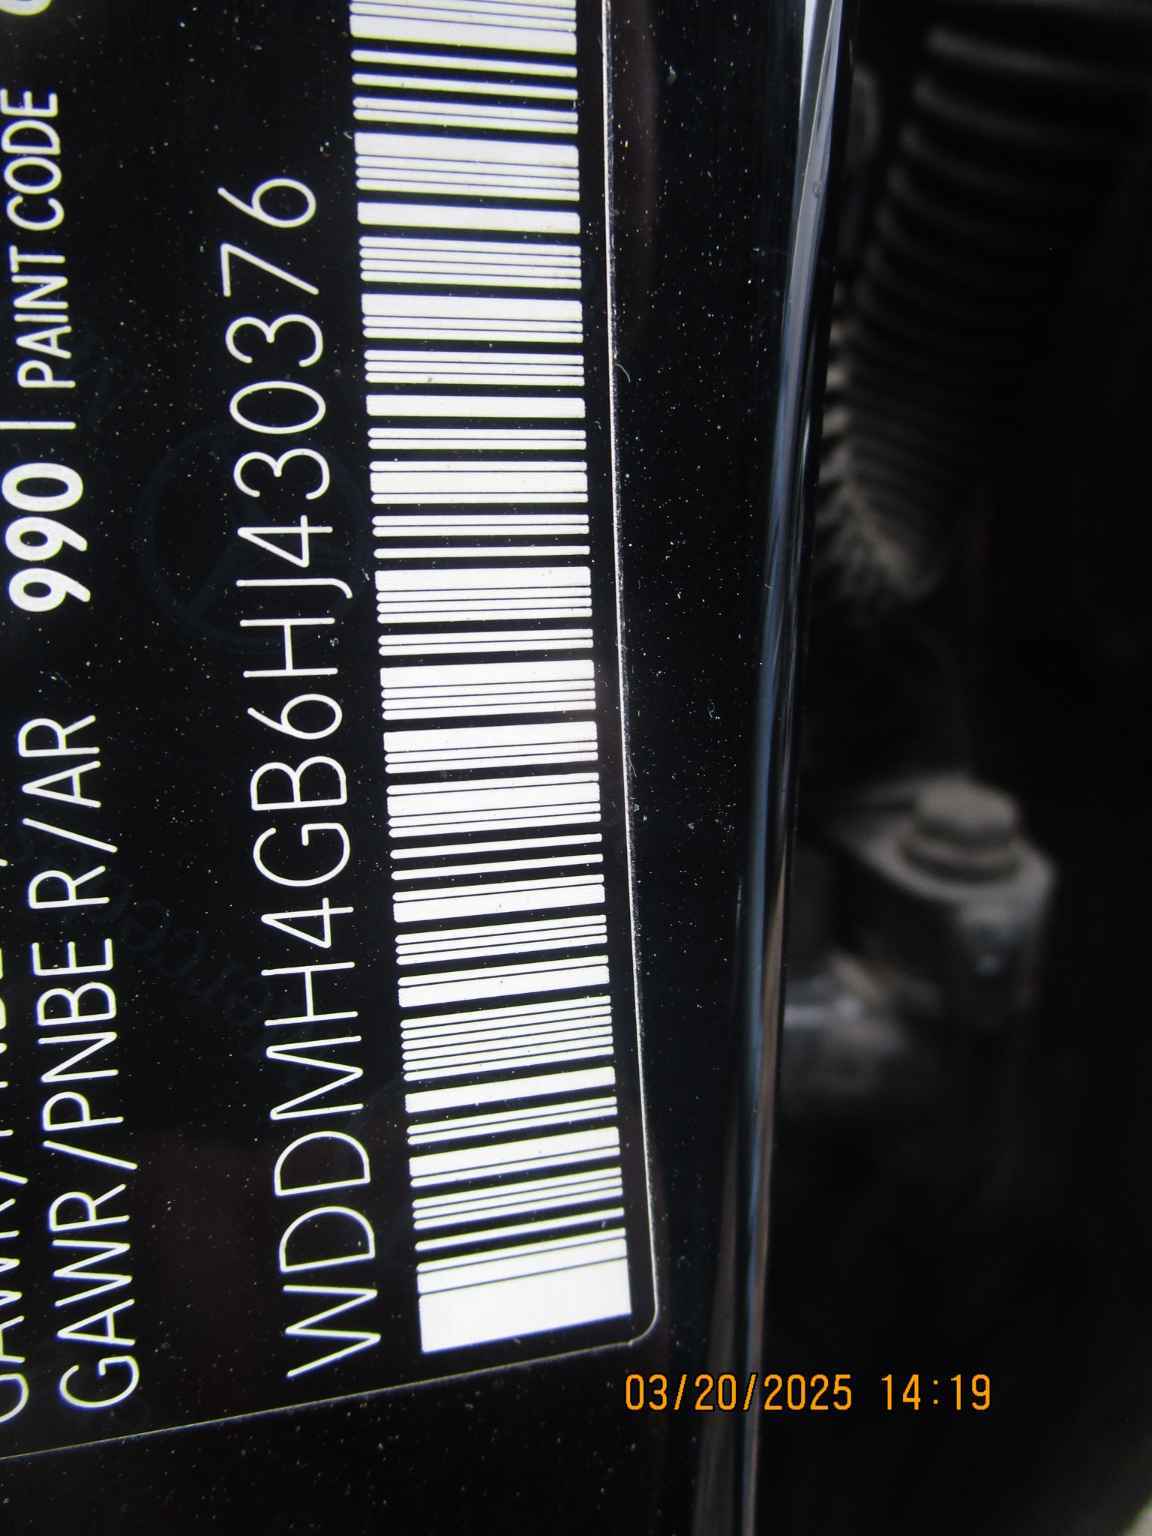 GAWR/PNBE R/AR 990 | PAINT CODE
WDDMH4GB6HJ430376
03/20/2025 14:19